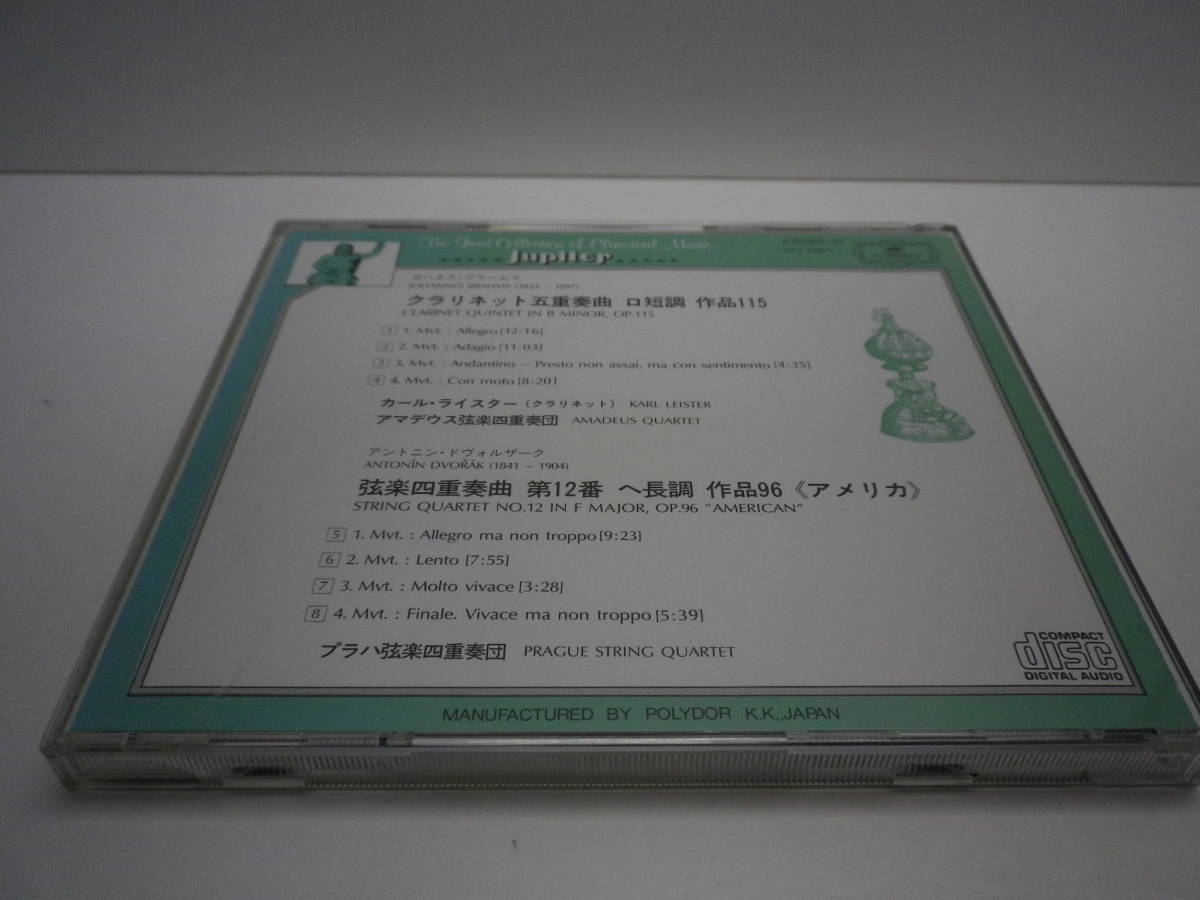 The Great Collection of Classical Music
Jupiter
ヨハネス・ブラームス
JOHANNES BRAHMS (1833 – 1897)
クラリネット五重奏曲 ロ短調 作品115
CLARINET QUINTET IN B MINOR, OP.115
1 1. Mvt. : Allegro [12:16]
2 2. Mvt. : Adagio [11:03]
3 3. Mvt. : Andantino – Presto non assai, ma con sentimento [4:35]
4 4. Mvt. : Con moto [8:20]
カール・ライスター (クラリネット) KARL LEISTER
アマデウス弦楽四重奏団 AMADEUS QUARTET
アントニン・ドヴォルザーク
ANTONÍN DVOŘÁK (1841 – 1904)
弦楽四重奏曲 第12番 ヘ長調 作品96《アメリカ》
STRING QUARTET NO.12 IN F MAJOR, OP.96 "AMERICAN"
5 1. Mvt. : Allegro ma non troppo [9:23]
6 2. Mvt. : Lento [7:55]
7 3. Mvt. : Molto vivace [3:28]
8 4. Mvt. : Finale. Vivace ma non troppo [5:39]
プラハ弦楽四重奏団 PRAGUE STRING QUARTET
COMPACT
disc
DIGITAL AUDIO
MANUFACTURED BY POLYDOR K.K., JAPAN